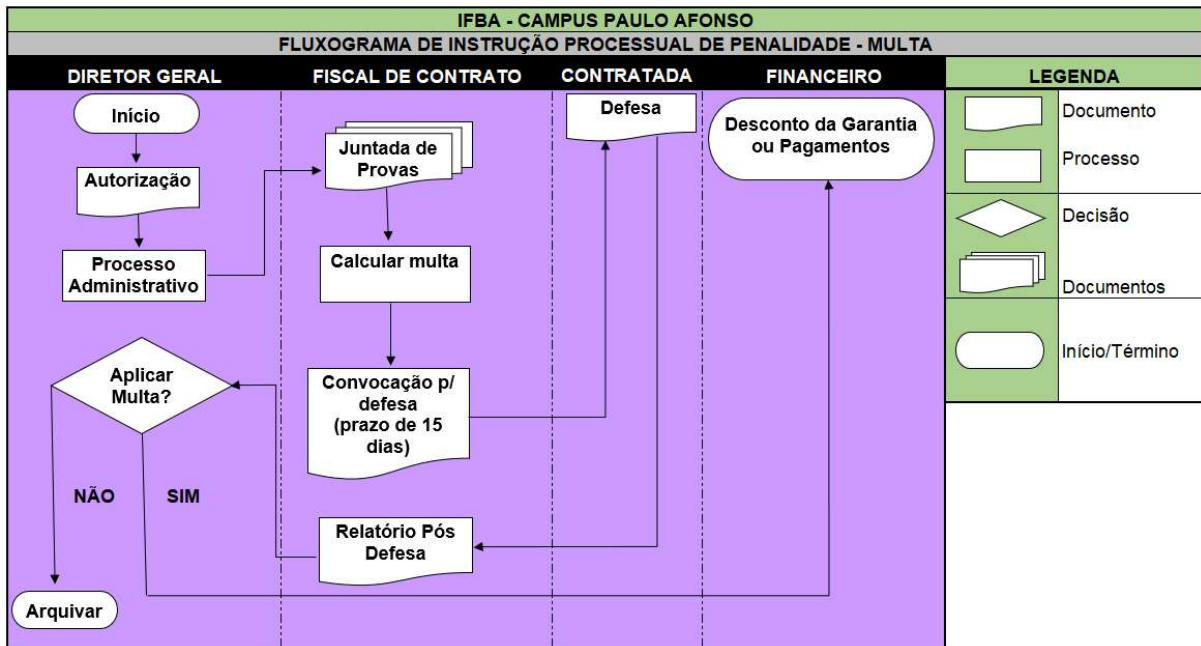 IFBA - CAMPUS PAULO AFONSO
FLUXOGRAMA DE INSTRUÇÃO PROCESSUAL DE PENALIDADE - MULTA
DIRETOR GERAL
FISCAL DE CONTRATO
CONTRATADA
FINANCEIRO
LEGENDA
Início
Autorização
Processo
Administrativo
Juntada de
Provas
Calcular multa
Convocação p/
defesa
(prazo de 15
dias)
Defesa
Relatório Pós
Defesa
Aplicar
Multa?
NÃO
SIM
Arquivar
Desconto da Garantia
ou Pagamentos
Documento
Processo
Decisão
Documentos
Início/Término